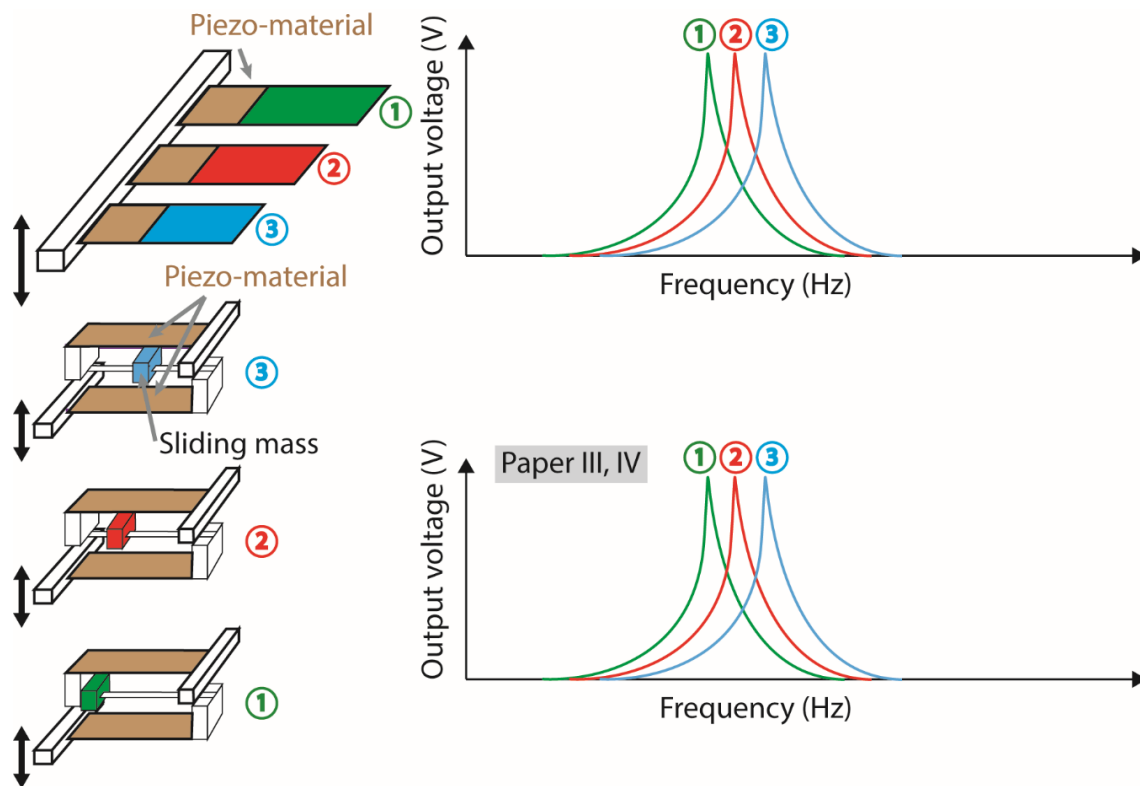 Piezo-material
①
②
③
Output voltage (V)
① ② ③
Frequency (Hz)
Piezo-material
③
Sliding mass
②
①
Output voltage (V)
Paper III, IV
① ② ③
Frequency (Hz)